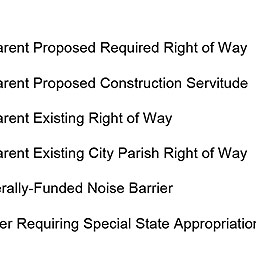 arent Proposed Required Right of Way
arent Proposed Construction Servitude
arent Existing Right of Way
arent Existing City Parish Right of Way
erally-Funded Noise Barrier
er Requiring Special State Appropriation